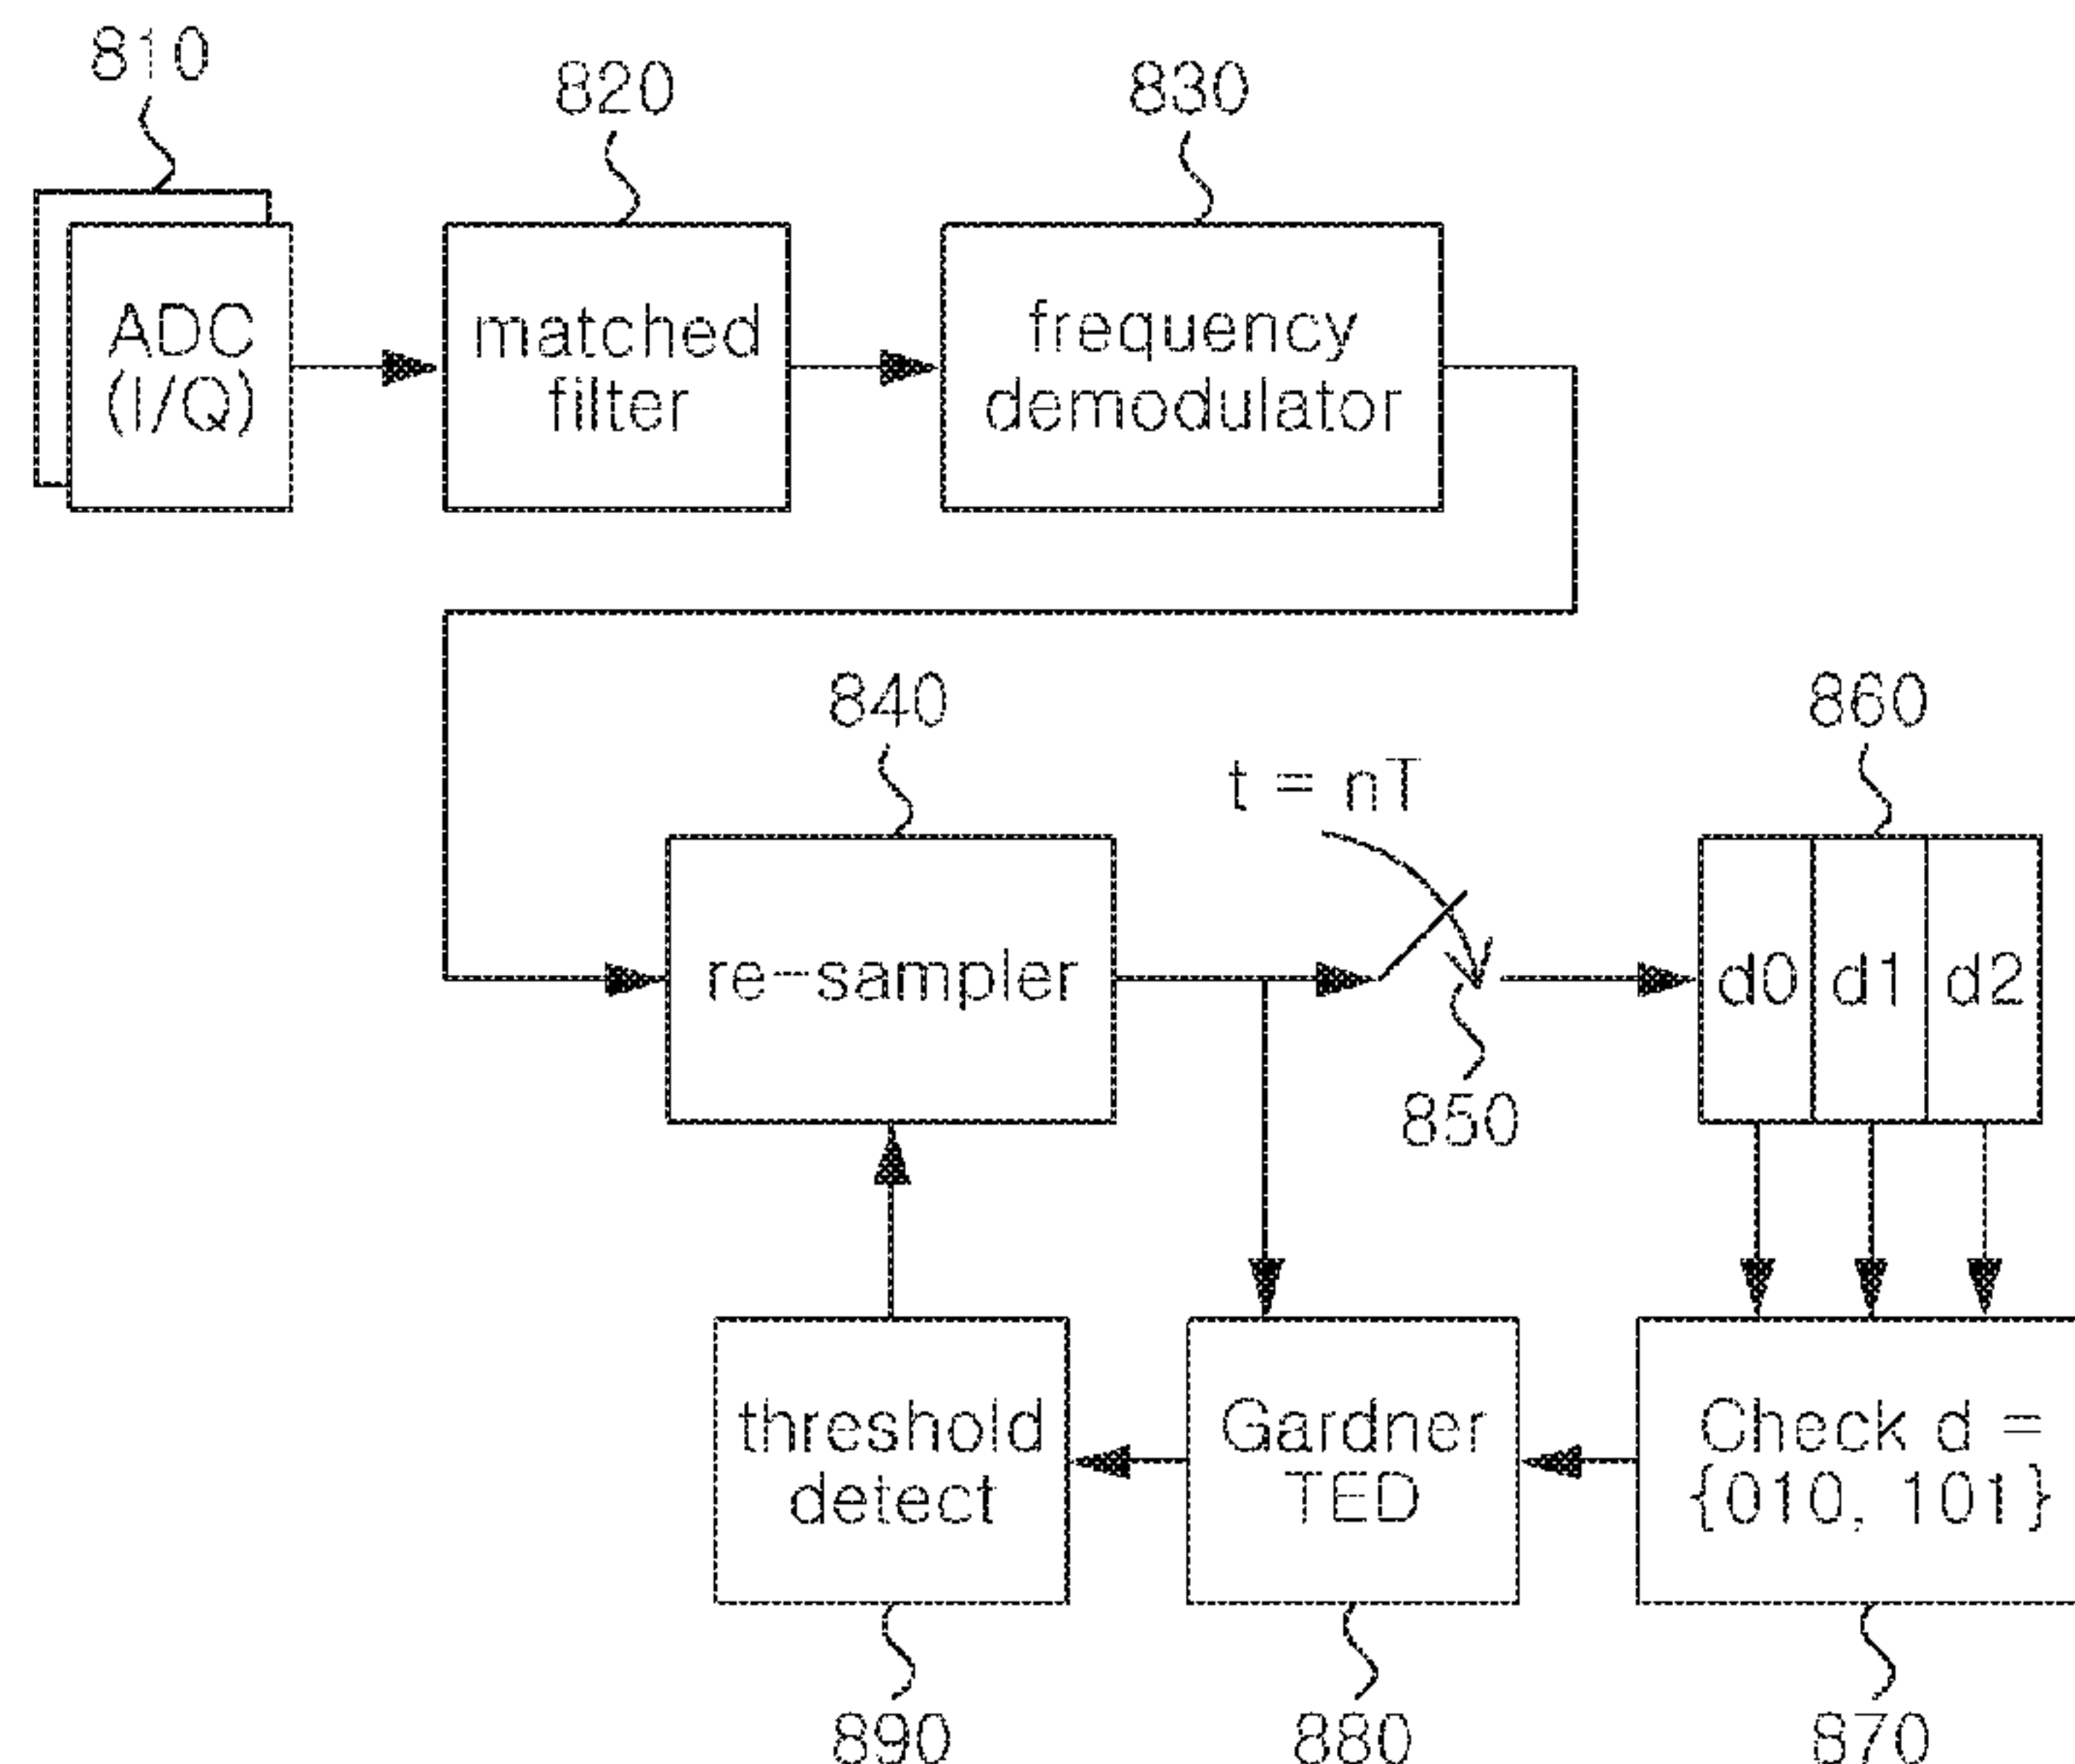 810
820
830
ADC
(I/Q)
matched
filter
frequency
demodulator
840
860
t = nT
re-sampler
d0
d1
d2
850
threshold
detect
Gardner
TED
Check d =
{010, 101}
890
880
870